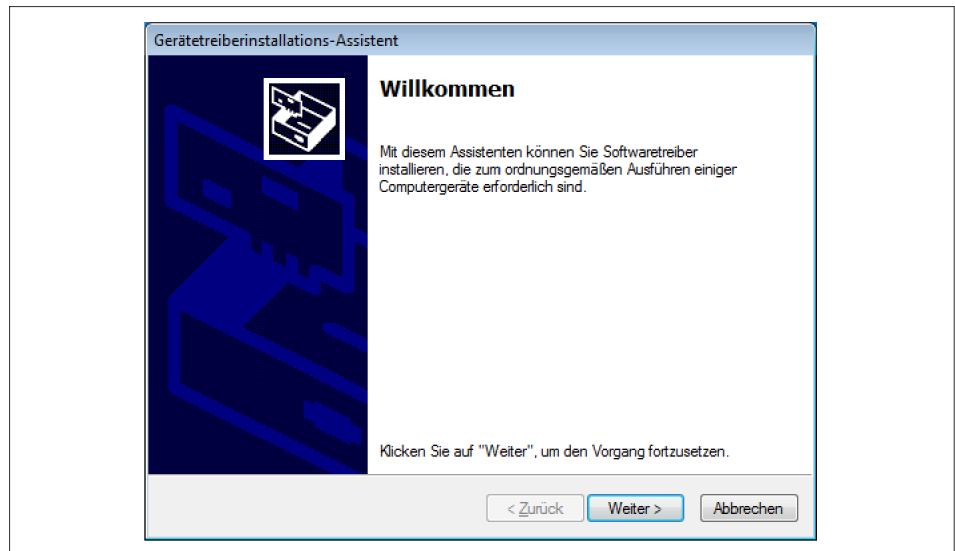 Gerätetreiberinstallations-Assistent
Willkommen
Mit diesem Assistenten können Sie Softwaretreiber
installieren, die zum ordnungsgemäßen Ausführen einiger
Computergeräte erforderlich sind.
Klicken Sie auf "Weiter", um den Vorgang fortzusetzen.
< Zurück Weiter > Abbrechen